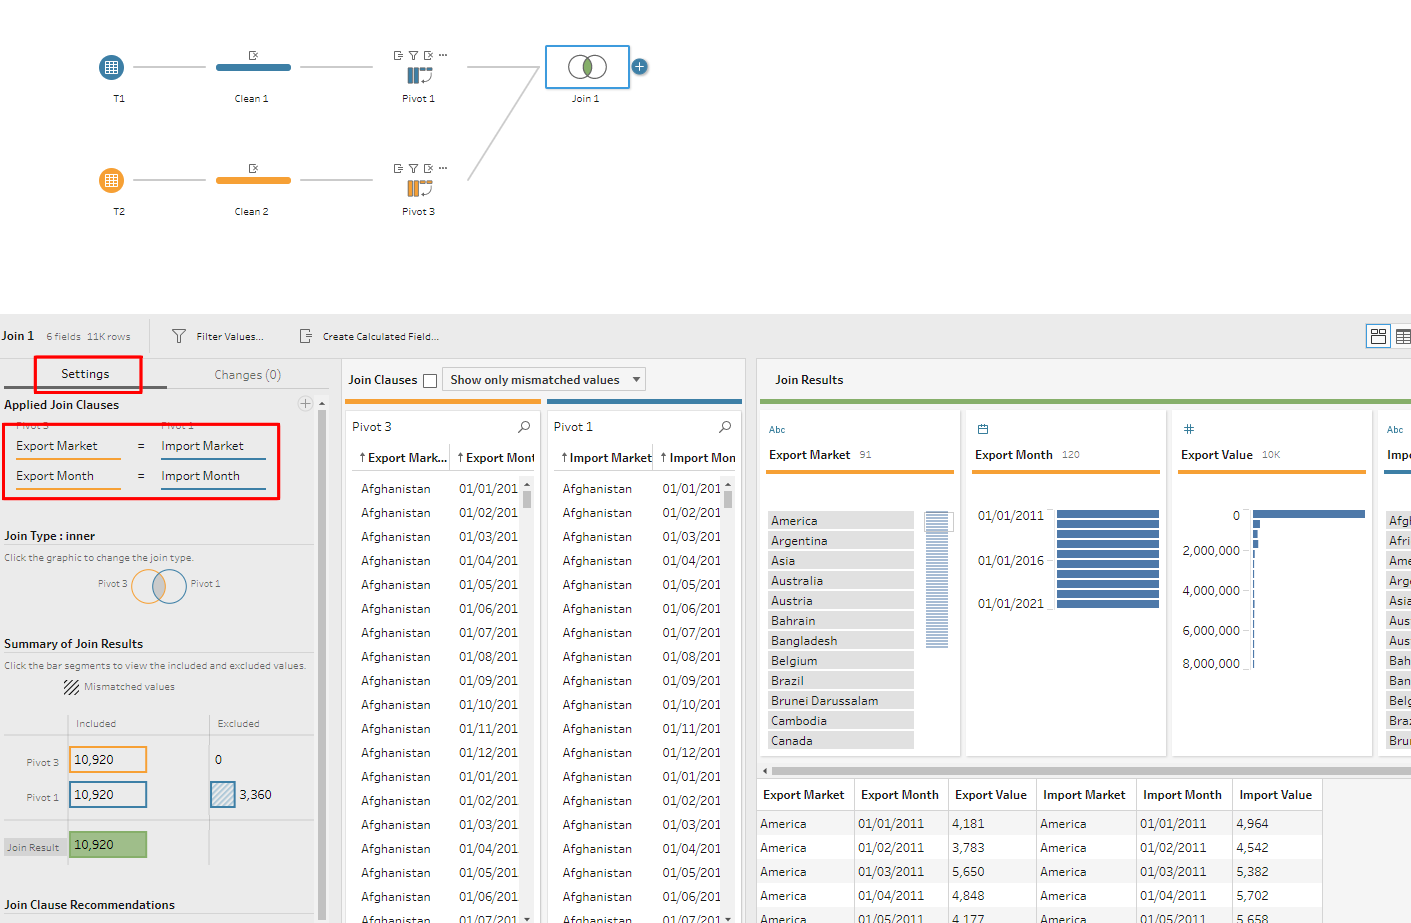 T1
Clean 1
Pivot 1
Join 1
T2
Clean 2
Pivot 3
Join 1 6 fields 11K rows
Filter Values...
Create Calculated Field...
Settings
Changes (0)
Applied Join Clauses
Pivot 3 Pivot 1
Export Market = Import Market
Export Month = Import Month
Join Type : inner
Click the graphic to change the join type.
Pivot 3 Pivot 1
Summary of Join Results
Click the bar segments to view the included and excluded values.
Mismatched values
Included Excluded
Pivot 3 10,920 0
Pivot 1 10,920 3,360
Join Result 10,920
Join Clause Recommendations
Join Clauses Show only mismatched values
Pivot 3
Export Mark... Export Mont
Afghanistan 01/01/201
Afghanistan 01/02/201
Afghanistan 01/03/201
Afghanistan 01/04/201
Afghanistan 01/05/201
Afghanistan 01/06/201
Afghanistan 01/07/201
Afghanistan 01/08/201
Afghanistan 01/09/201
Afghanistan 01/10/201
Afghanistan 01/11/201
Afghanistan 01/12/201
Afghanistan 01/01/201
Afghanistan 01/02/201
Afghanistan 01/03/201
Afghanistan 01/04/201
Afghanistan 01/05/201
Afghanistan 01/06/201
Afghanistan 01/07/201
Pivot 1
Import Market Import Mon
Afghanistan 01/01/201
Afghanistan 01/02/201
Afghanistan 01/03/201
Afghanistan 01/04/201
Afghanistan 01/05/201
Afghanistan 01/06/201
Afghanistan 01/07/201
Afghanistan 01/08/201
Afghanistan 01/09/201
Afghanistan 01/10/201
Afghanistan 01/11/201
Afghanistan 01/12/201
Afghanistan 01/01/201
Afghanistan 01/02/201
Afghanistan 01/03/201
Afghanistan 01/04/201
Afghanistan 01/05/201
Afghanistan 01/06/201
Afghanistan 01/07/201
Join Results
Abc
Export Market 91
America
Argentina
Asia
Australia
Austria
Bahrain
Bangladesh
Belgium
Brazil
Brunei Darussalam
Cambodia
Canada
Export Month 120
01/01/2011
01/01/2016
01/01/2021
#
Export Value 10K
0
2,000,000
4,000,000
6,000,000
8,000,000
Abc
Impo
Afgh
Afri
Ame
Arge
Asia
Aust
Aus
Bah
Ban
Belg
Braz
Brun
Export Market Export Month Export Value Import Market Import Month Import Value
America 01/01/2011 4,181 America 01/01/2011 4,964
America 01/02/2011 3,783 America 01/02/2011 4,542
America 01/03/2011 5,650 America 01/03/2011 5,382
America 01/04/2011 4,848 America 01/04/2011 5,702
America 01/05/2011 4,177 America 01/05/2011 5,658